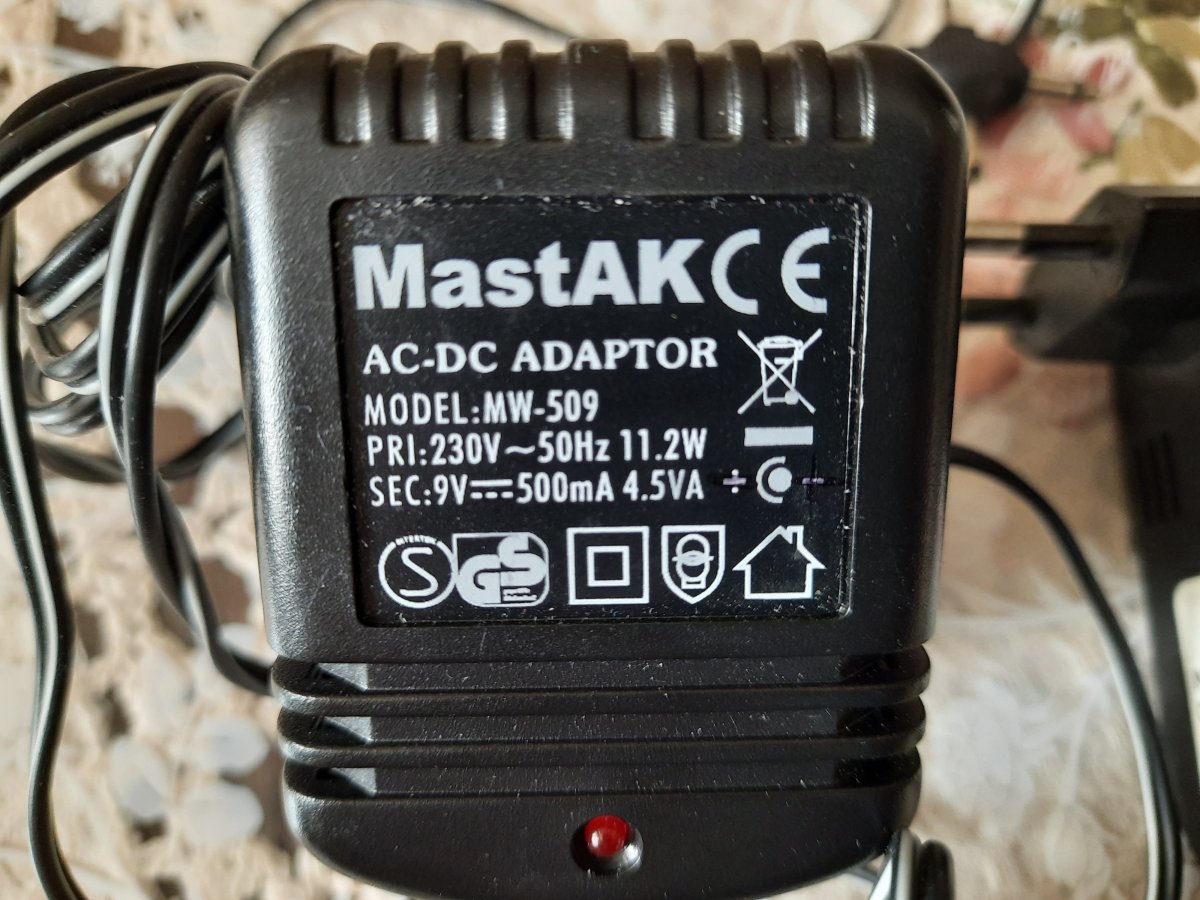 MastAK CE
AC-DC ADAPTOR
MODEL:MW-509
PRI:230V~50Hz 11.2W
SEC:9V⎓500mA 4.5VA
INTERTEK
S GS